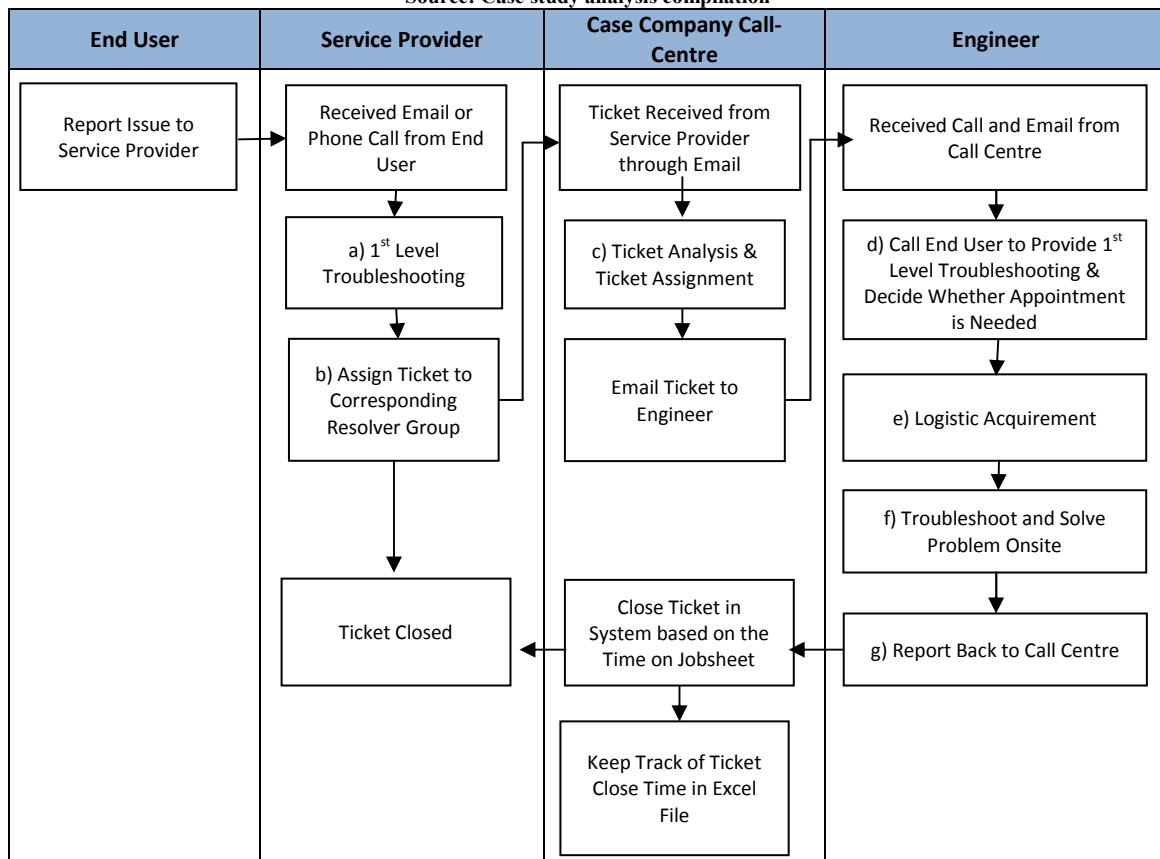 Source: Case study analysis compilation
End User
Service Provider
Case Company Call-
Centre
Engineer
Report Issue to
Service Provider
Received Email or
Phone Call from End
User
Ticket Received from
Service Provider
through Email
Received Call and Email from
Call Centre
a) 1st Level
Troubleshooting
c) Ticket Analysis &
Ticket Assignment
d) Call End User to Provide 1st
Level Troubleshooting &
Decide Whether Appointment
is Needed
b) Assign Ticket to
Corresponding
Resolver Group
Email Ticket to
Engineer
e) Logistic Acquirement
f) Troubleshoot and Solve
Problem Onsite
Ticket Closed
Close Ticket in
System based on the
Time on Jobsheet
g) Report Back to Call Centre
Keep Track of Ticket
Close Time in Excel
File